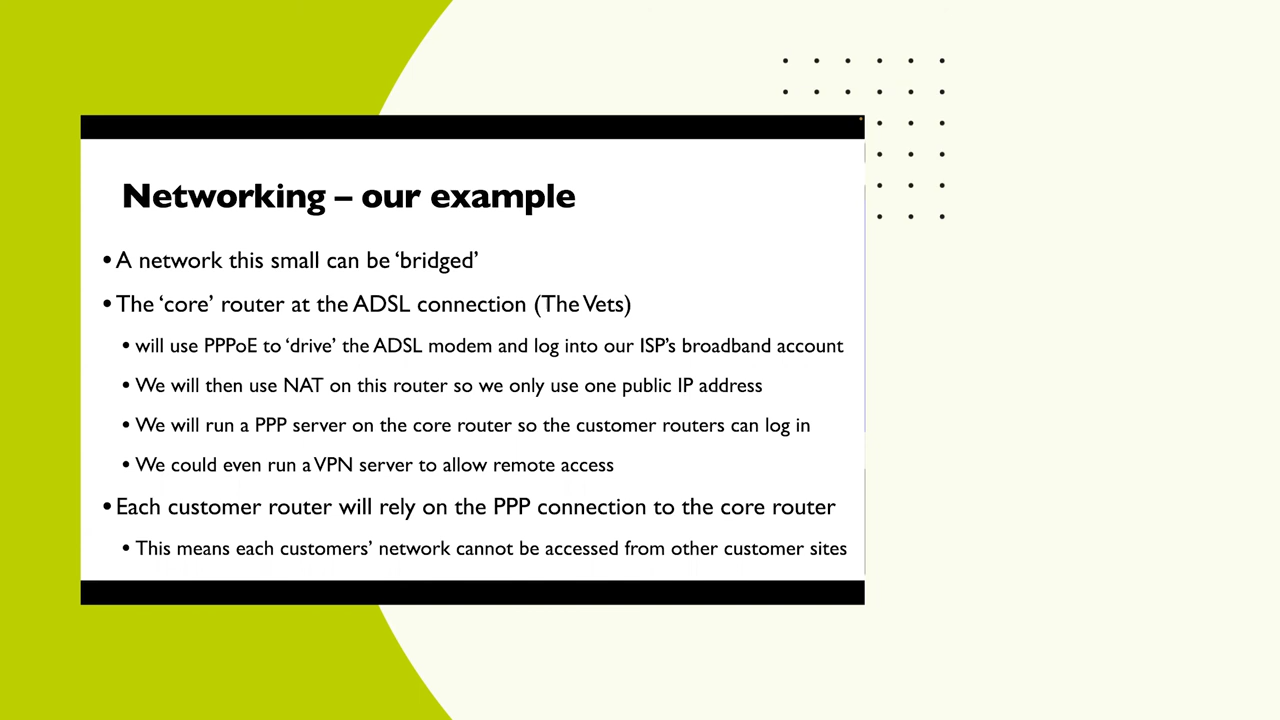 Networking – our example
• A network this small can be ‘bridged’
• The ‘core’ router at the ADSL connection (The Vets)
• will use PPPoE to ‘drive’ the ADSL modem and log into our ISP’s broadband account
• We will then use NAT on this router so we only use one public IP address
• We will run a PPP server on the core router so the customer routers can log in
• We could even run a VPN server to allow remote access
• Each customer router will rely on the PPP connection to the core router
• This means each customers’ network cannot be accessed from other customer sites